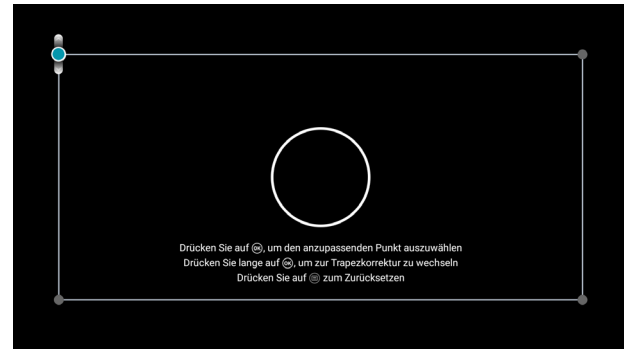 Drücken Sie auf OK, um den anzupassenden Punkt auszuwählen
Drücken Sie lange auf OK, um zur Trapezkorrektur zu wechseln
Drücken Sie auf zum Zurücksetzen